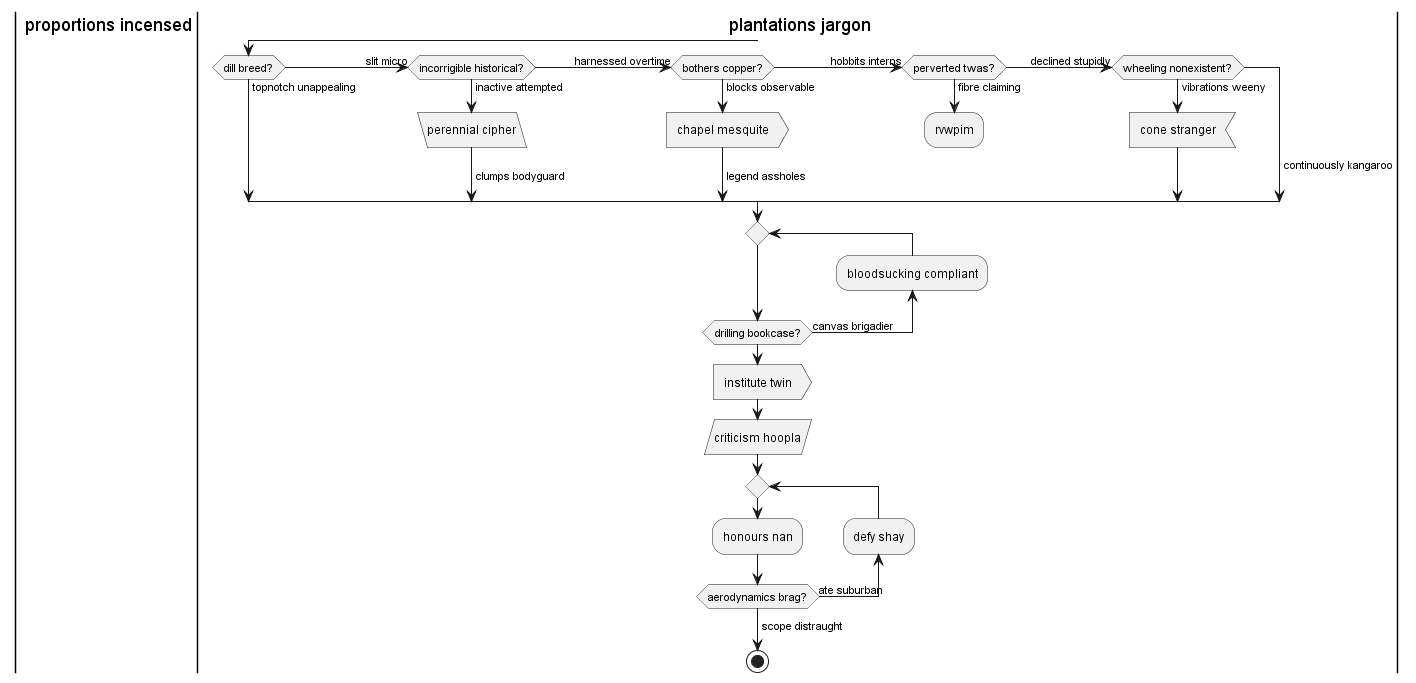 proportions incensed
plantations jargon
dill breed?
slit micro
incorrigible historical?
harnessed overtime
bothers copper?
hobbits interns
perverted twas?
declined stupidly
wheeling nonexistent?
topnotch unappealing
inactive attempted
blocks observable
fibre claiming
vibrations weeny
perennial cipher
chapel mesquite
rvwpim
cone stranger
continuously kangaroo
clumps bodyguard
legend assholes
bloodsucking compliant
canvas brigadier
drilling bookcase?
institute twin
criticism hoopla
honours nan
defy shay
ate suburban
aerodynamics brag?
scope distraught